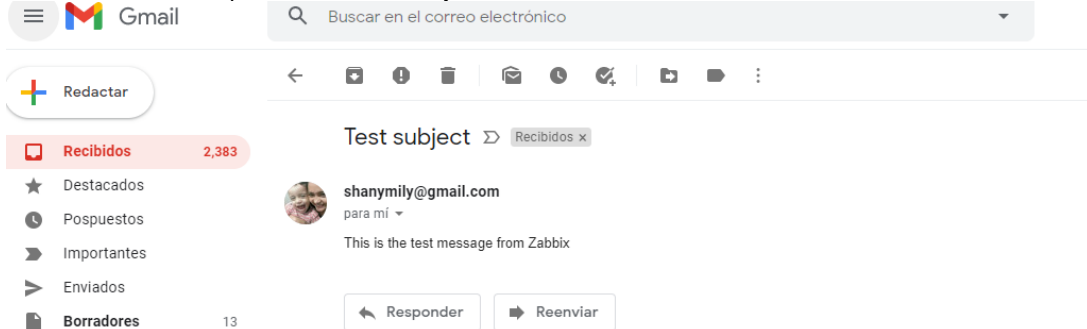 Gmail
Buscar en el correo electrónico
Redactar
Test subject Recibidos x
Recibidos 2,383
shanymily@gmail.com
Destacados
para mí
Pospuestos
This is the test message from Zabbix
Importantes
Enviados
Responder Reenviar
Borradores 13